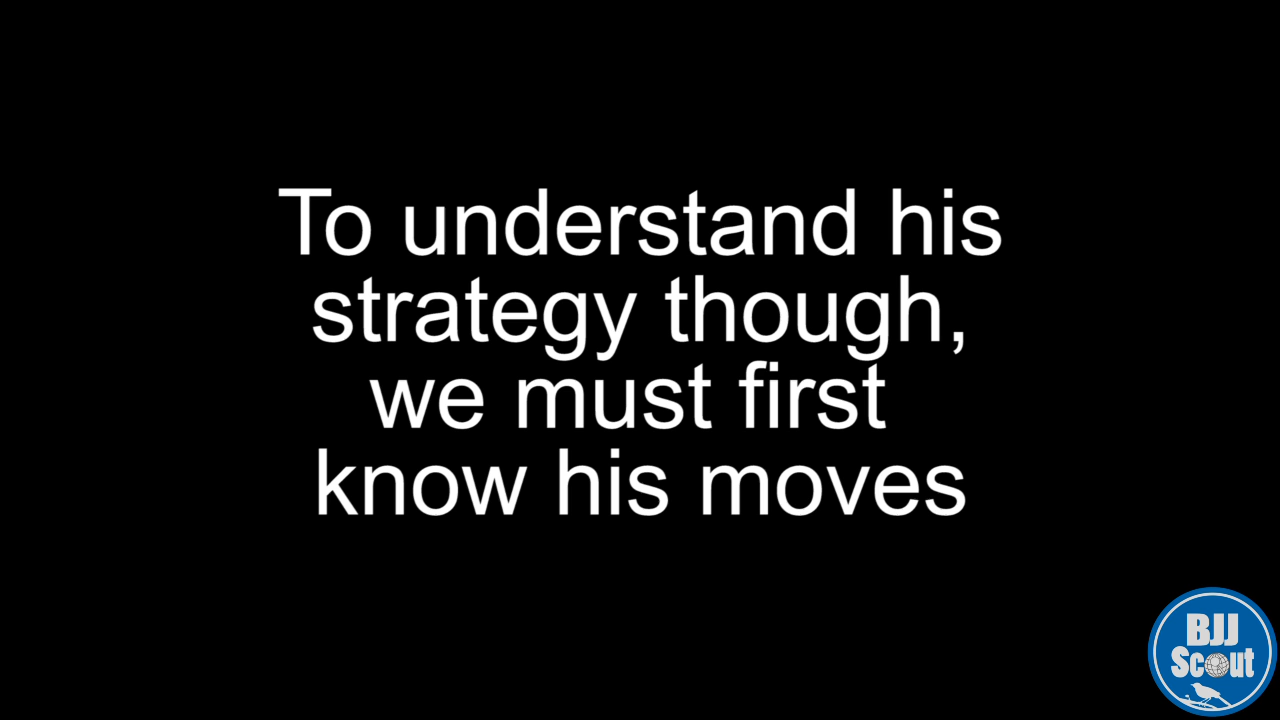 To understand his
strategy though,
we must first
know his moves
BJJ
Scout